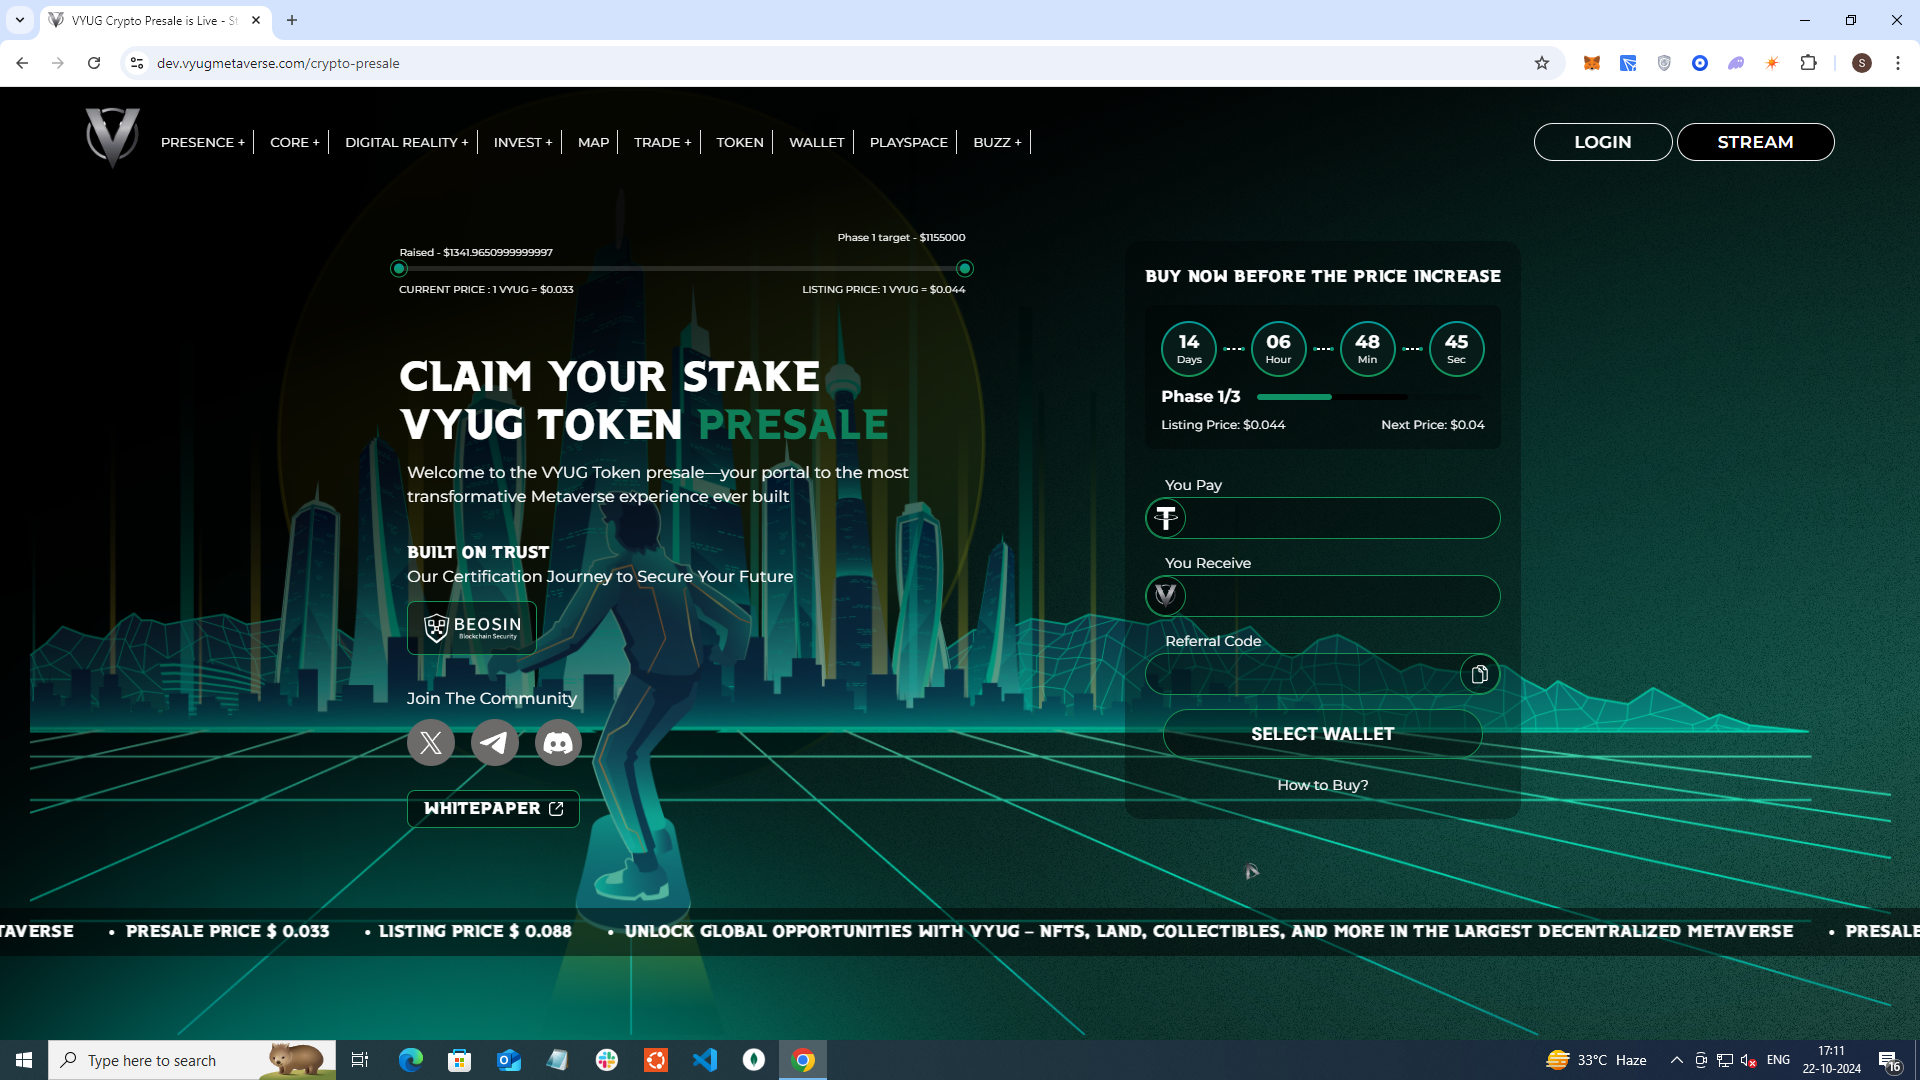 VYUG Crypto Presale is Live - St
dev.vyugmetaverse.com/crypto-presale
S
PRESENCE +
CORE +
DIGITAL REALITY +
INVEST +
MAP
TRADE +
TOKEN
WALLET
PLAYSPACE
BUZZ +
LOGIN
STREAM
Phase 1 target - $1155000
Raised - $1341.9650999999997
CURRENT PRICE : 1 VYUG = $0.033
LISTING PRICE: 1 VYUG = $0.044
CLAIM YOUR STAKE
VYUG TOKEN PRESALE
Welcome to the VYUG Token presale—your portal to the most
transformative Metaverse experience ever built
BUILT ON TRUST
Our Certification Journey to Secure Your Future
BEOSIN
Blockchain Security
Join The Community
WHITEPAPER
BUY NOW BEFORE THE PRICE INCREASE
14
Days
06
Hour
48
Min
45
Sec
Phase 1/3
Listing Price: $0.044
Next Price: $0.04
You Pay
You Receive
Referral Code
SELECT WALLET
How to Buy?
TAVERSE • PRESALE PRICE $ 0.033 • LISTING PRICE $ 0.088 • UNLOCK GLOBAL OPPORTUNITIES WITH VYUG – NFTS, LAND, COLLECTIBLES, AND MORE IN THE LARGEST DECENTRALIZED METAVERSE • PRESALE
Type here to search
33°C Haze
ENG
17:11
22-10-2024
16